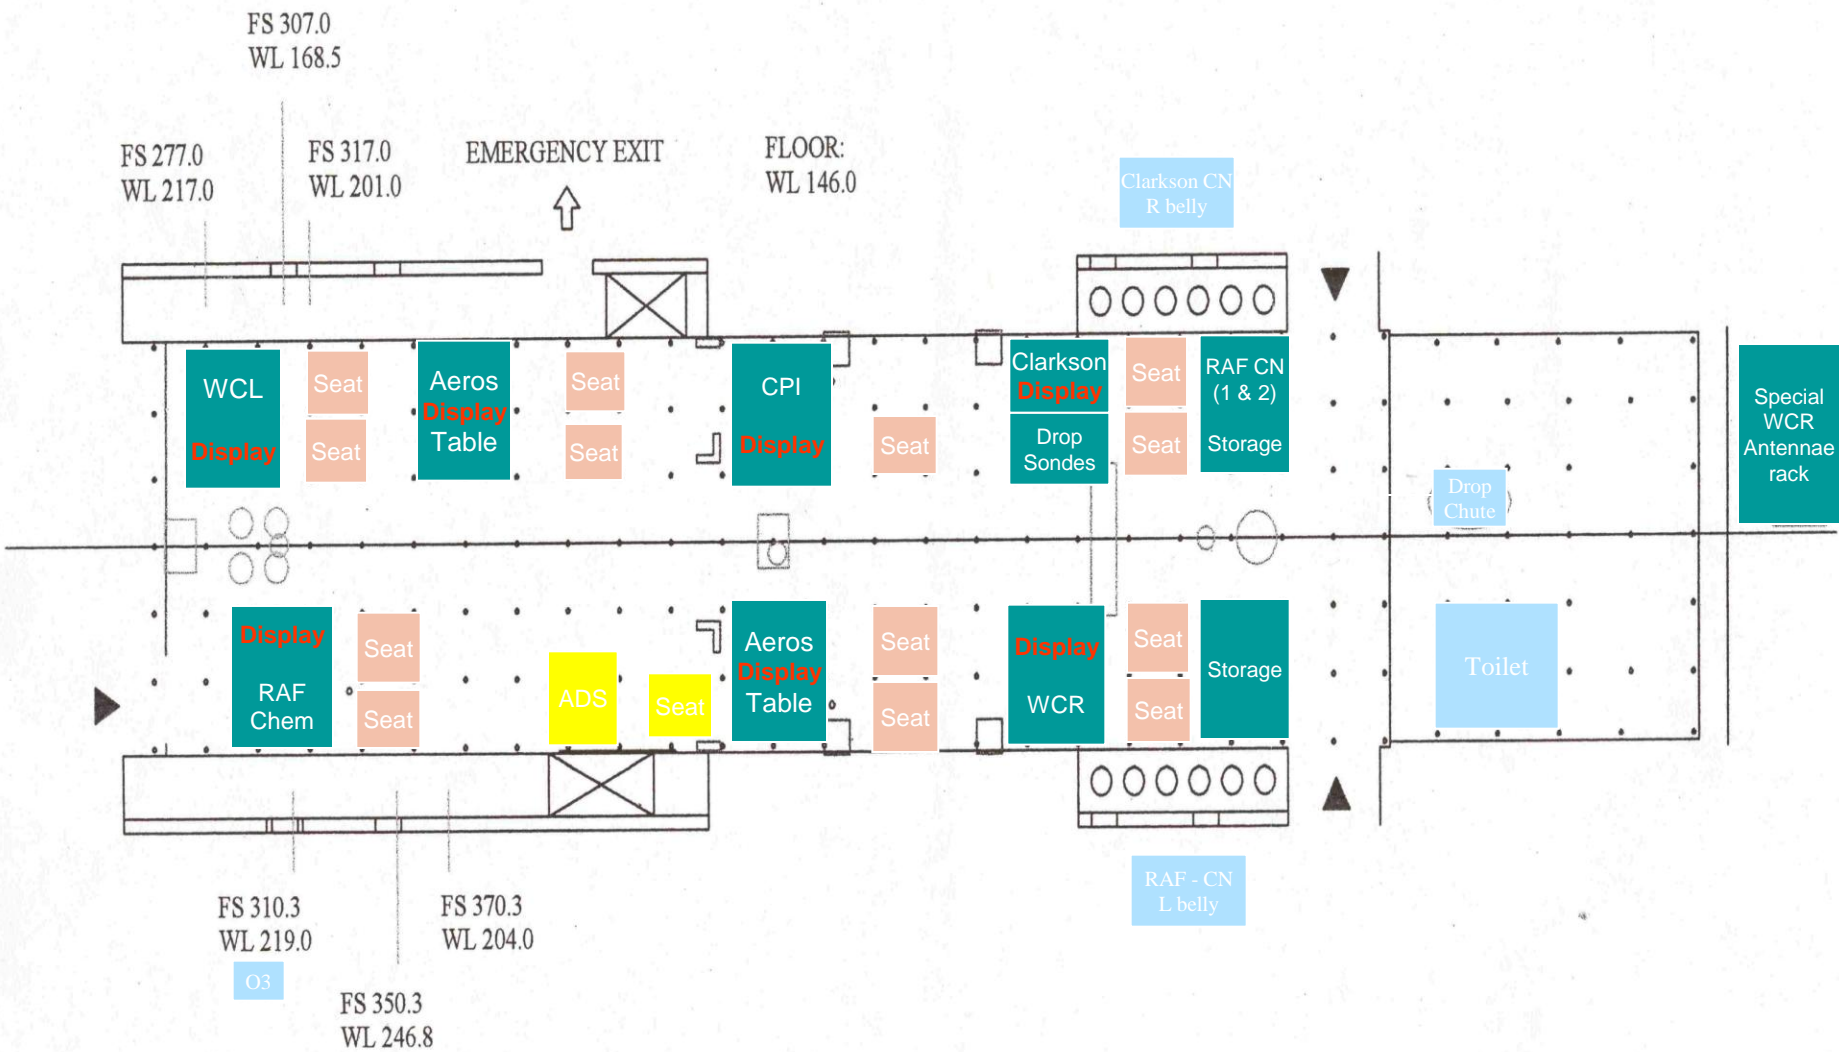 FS 307.0
WL 168.5
FS 277.0
WL 217.0
FS 317.0
WL 201.0
EMERGENCY EXIT
FLOOR:
WL 146.0
Clarkson CN
R belly
WCL
Display
Seat
Seat
Aeros
Display
Table
Seat
Seat
CPI
Display
Seat
Clarkson
Display
Drop
Sondes
Seat
Seat
RAF CN
(1 & 2)
Storage
Special
WCR
Antennae
rack
Drop
Chute
Display
RAF
Chem
Seat
Seat
ADS
Seat
Aeros
Display
Table
Seat
Seat
Display
WCR
Seat
Seat
Storage
Toilet
RAF - CN
L belly
FS 310.3
WL 219.0
O3
FS 370.3
WL 204.0
FS 350.3
WL 246.8